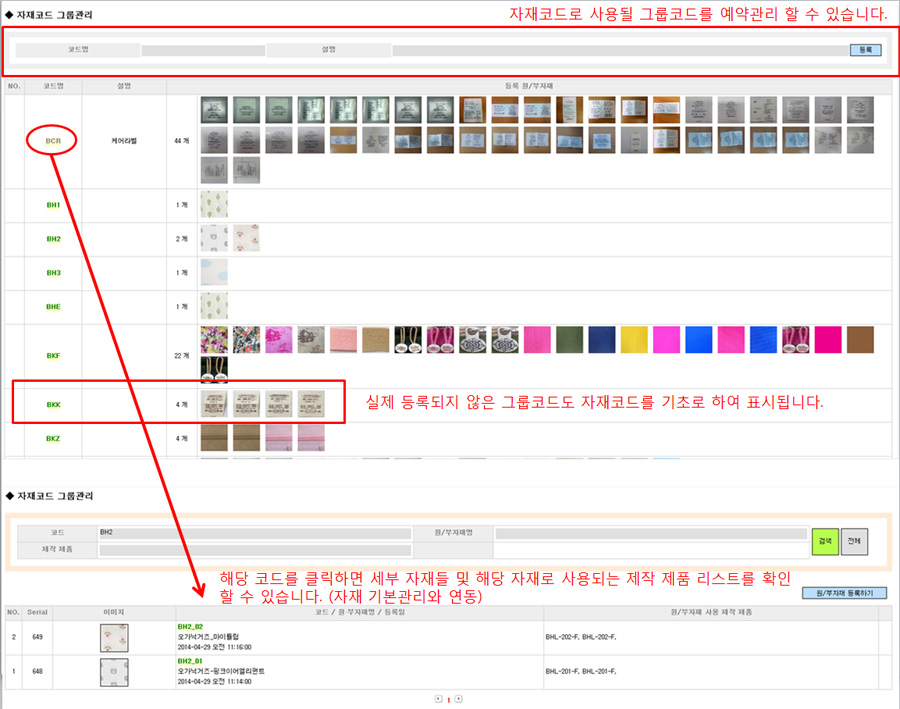 ◆ 자재코드 그룹관리
자재코드로 사용될 그룹코드를 예약관리 할 수 있습니다.
코드명 설명 등록
NO. 코드명 설명 등록 원/부자재
BCR 케어라벨 44 개
BH1 1 개
BH2 2 개
BH3 1 개
BHE 1 개
BKF 22 개
BKK 4 개
실제 등록되지 않은 그룹코드도 자재코드를 기초로 하여 표시됩니다.
BKZ 4 개
◆ 자재코드 그룹관리
코드 BH2 원/부자재명
제작 제품
검색 전체
해당 코드를 클릭하면 세부 자재들 및 해당 자재로 사용되는 제작 제품 리스트를 확인
할 수 있습니다. (자재 기본관리와 연동)
원/부자재 등록하기
NO. Serial 이미지 코드 / 원·부자재명 / 등록일 원/부자재 사용 제작 제품
BH2_02
2 649 오가닉거즈_마이튤립 BHL-202-F, BHL-202-F,
2014-04-29 오전 11:16:00
BH2_01
1 648 오가닉거즈-핑크이어엘리펀트 BHL-201-F, BHL-201-F,
2014-04-29 오전 11:14:00
1